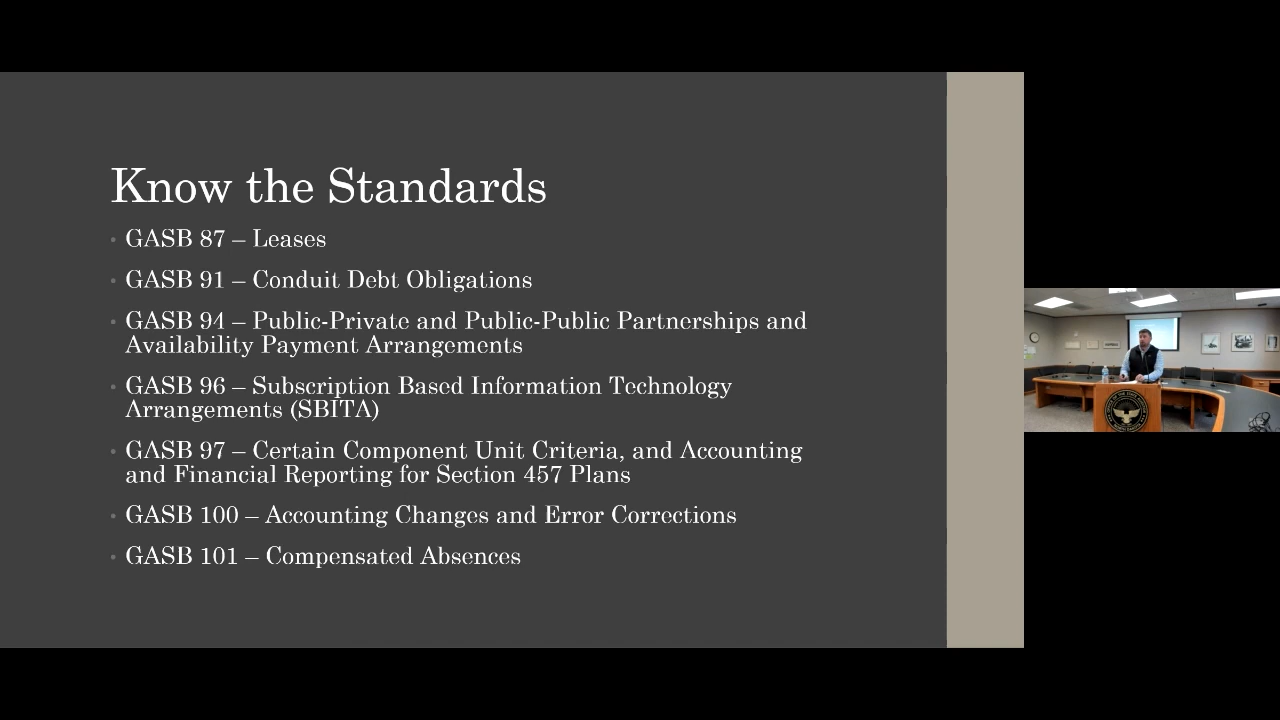 Know the Standards
• GASB 87 – Leases
• GASB 91 – Conduit Debt Obligations
• GASB 94 – Public-Private and Public-Public Partnerships and
Availability Payment Arrangements
• GASB 96 – Subscription Based Information Technology
Arrangements (SBITA)
• GASB 97 – Certain Component Unit Criteria, and Accounting
and Financial Reporting for Section 457 Plans
• GASB 100 – Accounting Changes and Error Corrections
• GASB 101 – Compensated Absences